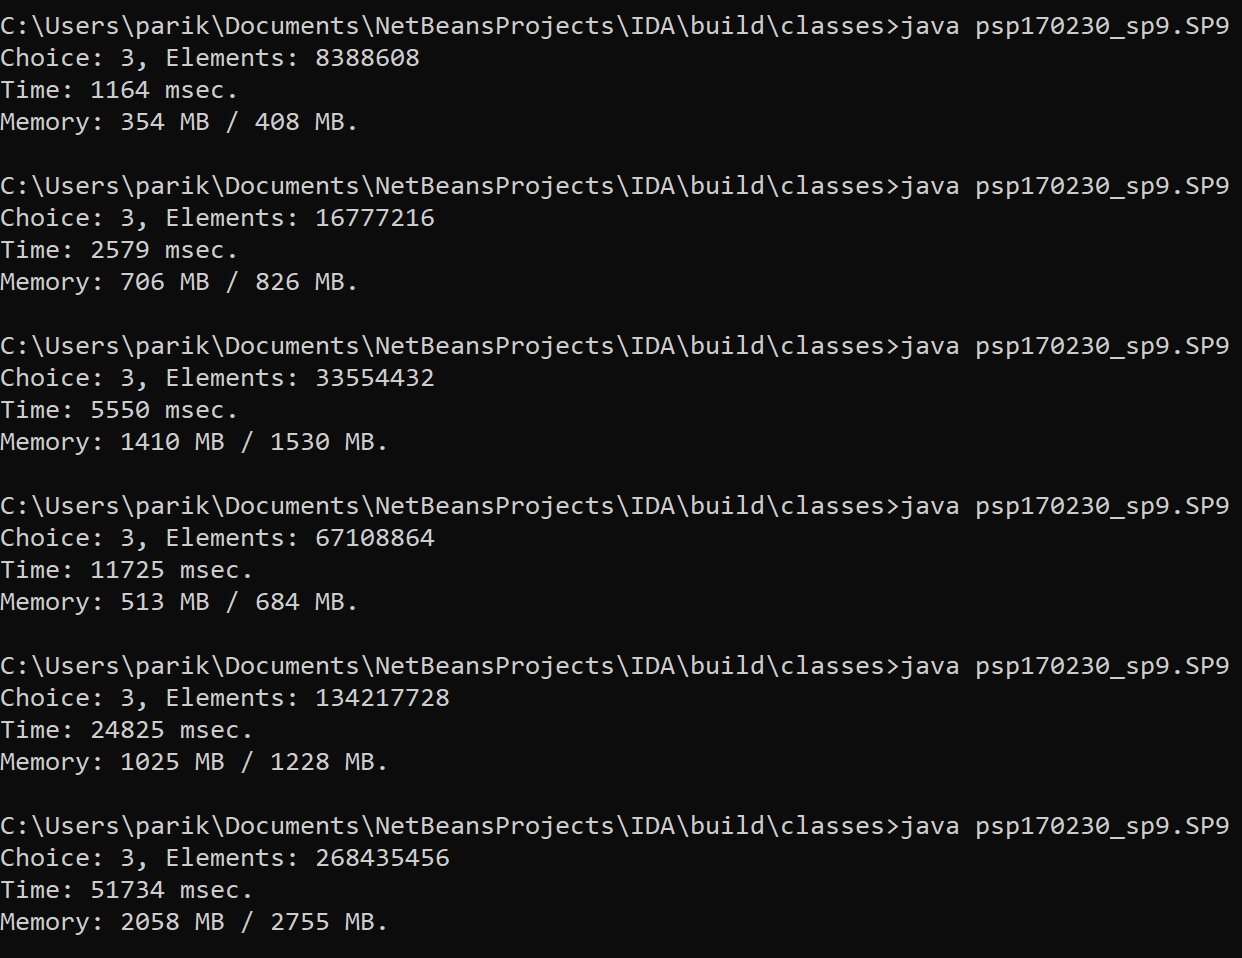 C:\Users\parik\Documents\NetBeansProjects\IDA\build\classes>java psp170230_sp9.SP9
Choice: 3, Elements: 8388608
Time: 1164 msec.
Memory: 354 MB / 408 MB.
C:\Users\parik\Documents\NetBeansProjects\IDA\build\classes>java psp170230_sp9.SP9
Choice: 3, Elements: 16777216
Time: 2579 msec.
Memory: 706 MB / 826 MB.
C:\Users\parik\Documents\NetBeansProjects\IDA\build\classes>java psp170230_sp9.SP9
Choice: 3, Elements: 33554432
Time: 5550 msec.
Memory: 1410 MB / 1530 MB.
C:\Users\parik\Documents\NetBeansProjects\IDA\build\classes>java psp170230_sp9.SP9
Choice: 3, Elements: 67108864
Time: 11725 msec.
Memory: 513 MB / 684 MB.
C:\Users\parik\Documents\NetBeansProjects\IDA\build\classes>java psp170230_sp9.SP9
Choice: 3, Elements: 134217728
Time: 24825 msec.
Memory: 1025 MB / 1228 MB.
C:\Users\parik\Documents\NetBeansProjects\IDA\build\classes>java psp170230_sp9.SP9
Choice: 3, Elements: 268435456
Time: 51734 msec.
Memory: 2058 MB / 2755 MB.